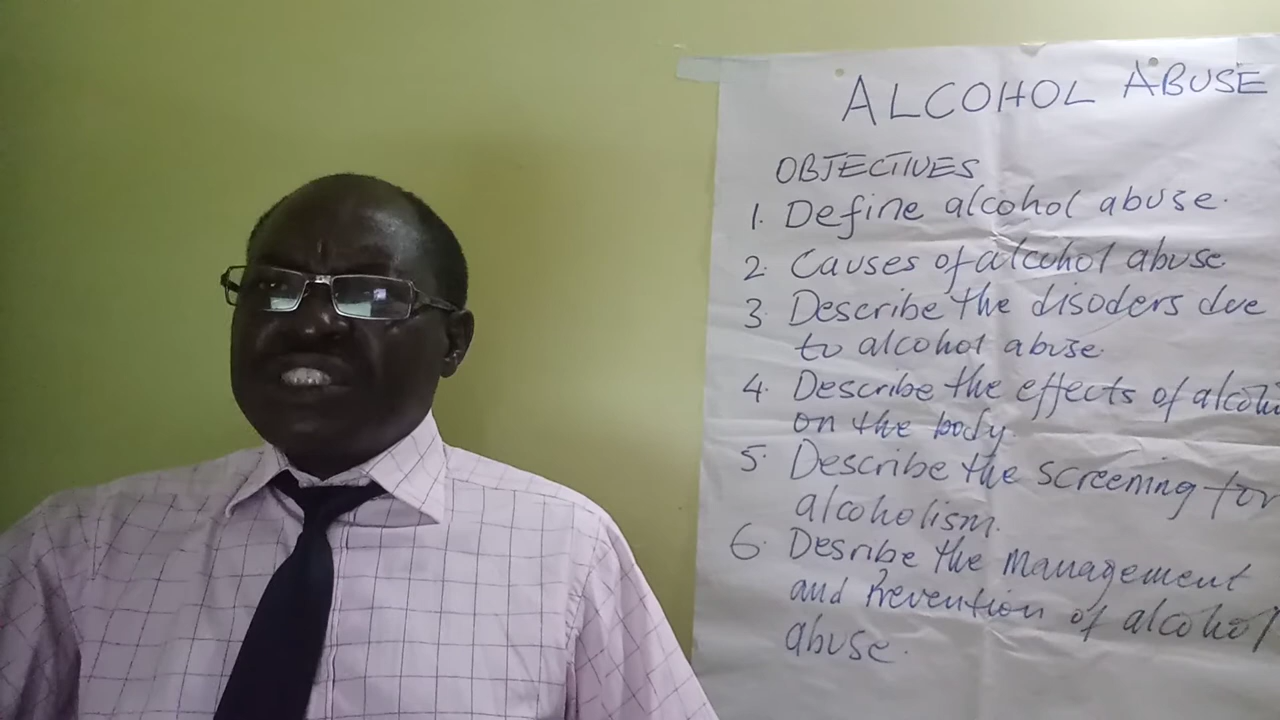 ALCOHOL ABUSE
OBJECTIVES
1. Define alcohol abuse.
2. Causes of alcohol abuse
3. Describe the disoders due
to alcohol abuse.
4. Describe the effects of alcoh
on the body.
5. Describe the screening for
alcoholism.
6. Desribe the management
and Prevention of alcohol
abuse.